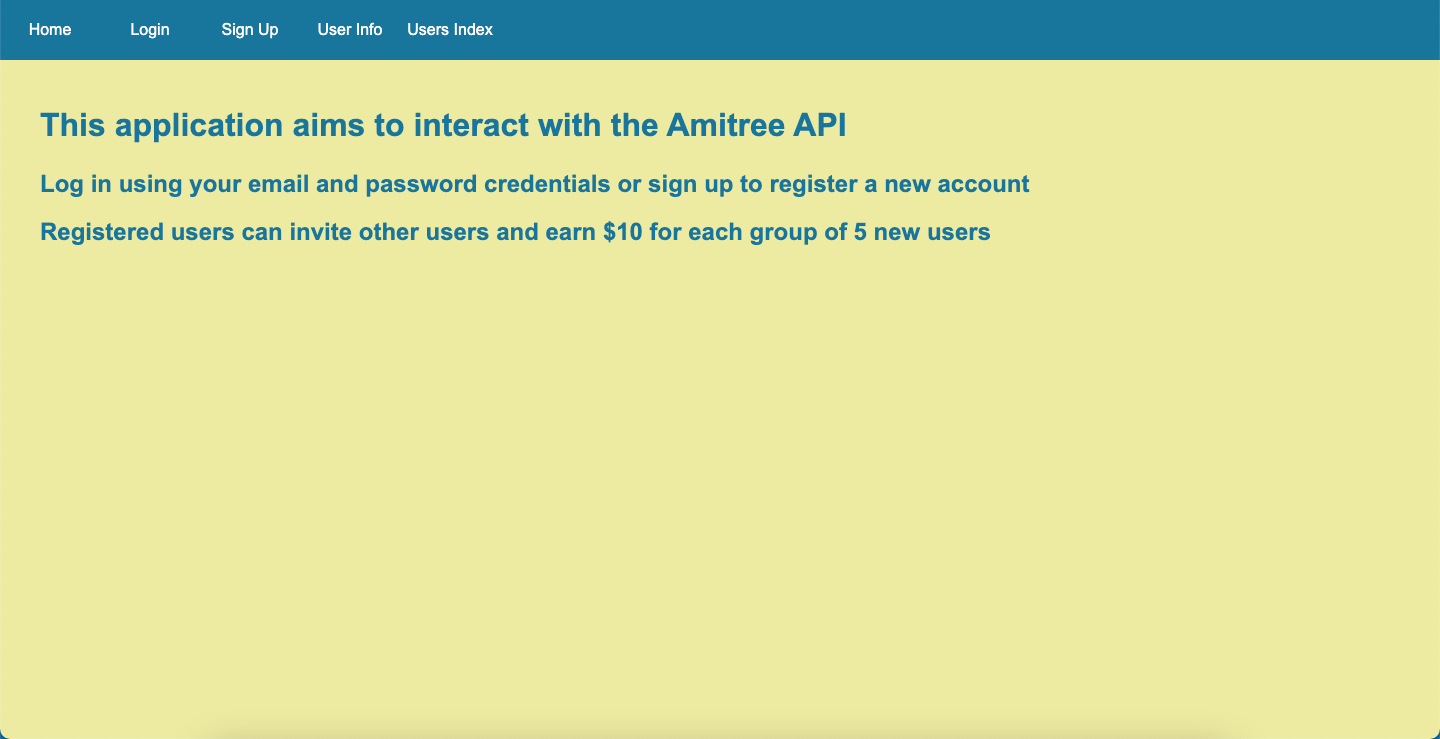 Home Login Sign Up User Info Users Index
This application aims to interact with the Amitree API
Log in using your email and password credentials or sign up to register a new account
Registered users can invite other users and earn $10 for each group of 5 new users